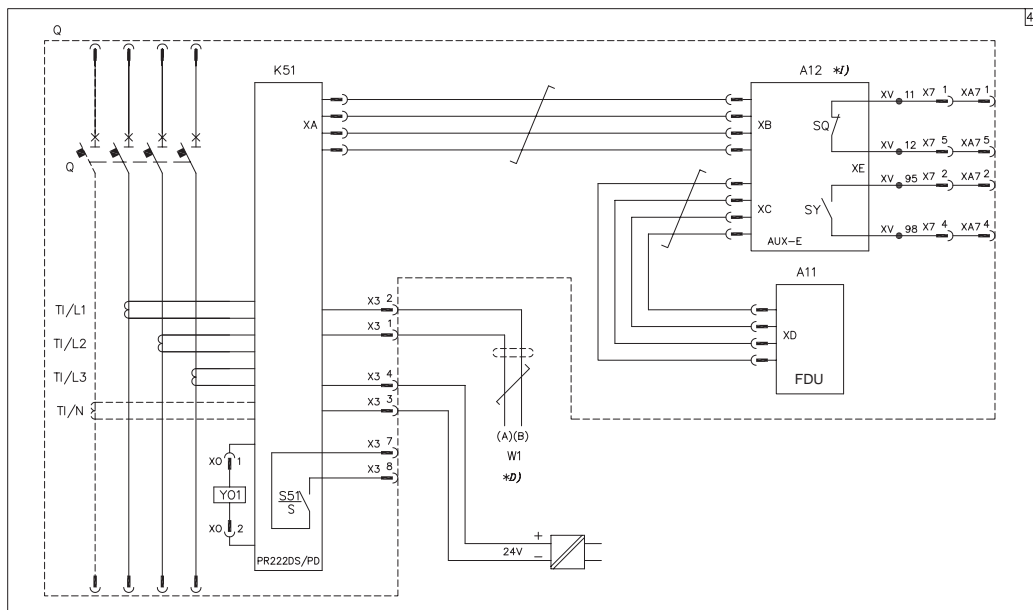 4
Q
K51
A12 *I)
XA
XB
SQ
XE
XV 11 X7 1 XA7 1
XV 12 X7 5 XA7 5
XV 95 X7 2 XA7 2
XV 98 X7 4 XA7 4
Q
XC
SY
AUX-E
A11
XD
FDU
TI/L1
TI/L2
TI/L3
TI/N
X3 2
X3 1
X3 4
X3 3
X3 7
X3 8
(A)(B)
W1
*D)
XO 1
YO1
XO 2
S51
S
PR222DS/PD
24V
+
−